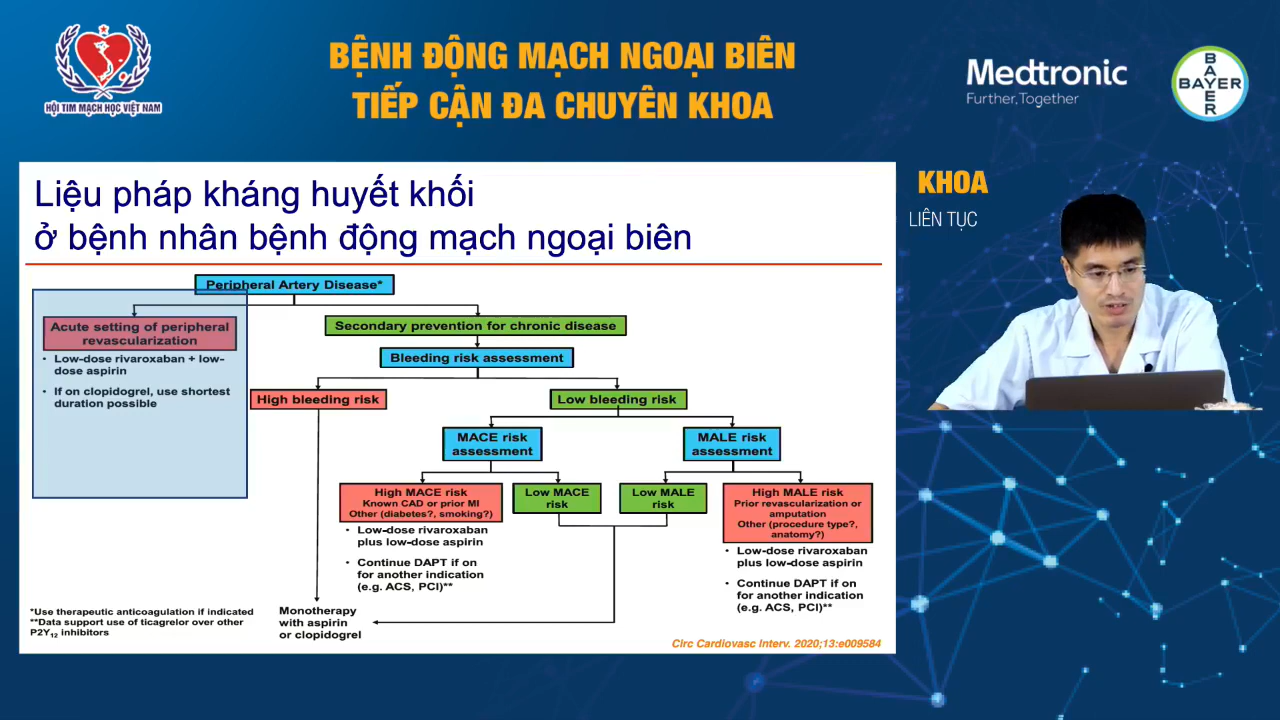 HỘI TIM MẠCH HỌC VIỆT NAM
BỆNH ĐỘNG MẠCH NGOẠI BIÊN
TIẾP CẬN ĐA CHUYÊN KHOA
Medtronic
Further, Together
BAYER
BAYER
KHOA
LIÊN TỤC
Liệu pháp kháng huyết khối
ở bệnh nhân bệnh động mạch ngoại biên
Peripheral Artery Disease*
Acute setting of peripheral
revascularization
• Low-dose rivaroxaban + low-
dose aspirin
• If on clopidogrel, use shortest
duration possible
Secondary prevention for chronic disease
Bleeding risk assessment
High bleeding risk
Low bleeding risk
MACE risk
assessment
MALE risk
assessment
High MACE risk
Known CAD or prior MI
Other (diabetes?, smoking?)
Low MACE
risk
Low MALE
risk
High MALE risk
Prior revascularization or
amputation
Other (procedure type?,
anatomy?)
• Low-dose rivaroxaban
plus low-dose aspirin
• Continue DAPT if on
for another indication
(e.g. ACS, PCI)**
• Low-dose rivaroxaban
plus low-dose aspirin
• Continue DAPT if on
for another indication
(e.g. ACS, PCI)**
Monotherapy
with aspirin
or clopidogrel
*Use therapeutic anticoagulation if indicated
**Data support use of ticagrelor over other
P2Y12 inhibitors
Circ Cardiovasc Interv. 2020;13:e009584